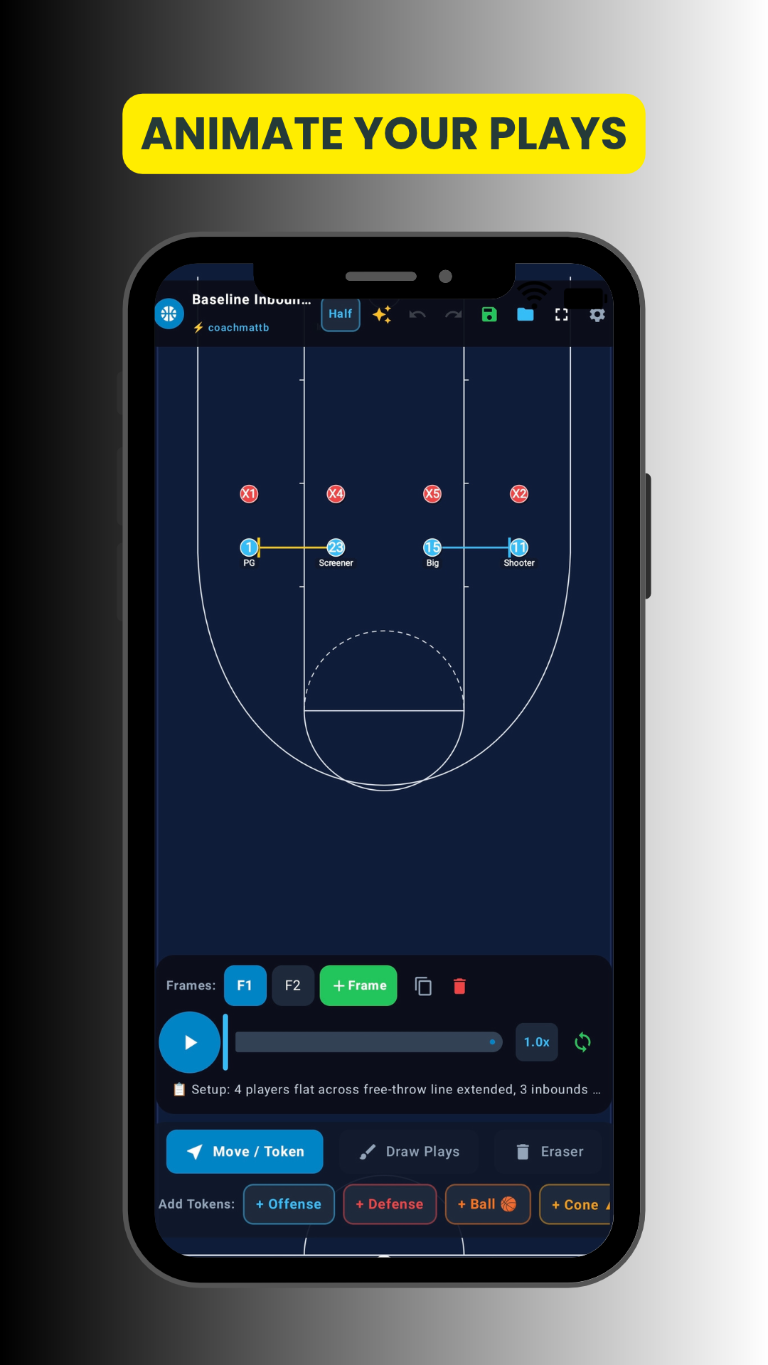 ANIMATE YOUR PLAYS
Baseline Inboun...
⚡ coachmattb
Half
X1 X4 X5 X2
1 23 15 11
PG Screener Big Shooter
Frames: F1 F2 + Frame
1.0x
📋 Setup: 4 players flat across free-throw line extended, 3 inbounds ...
Move / Token Draw Plays Eraser
Add Tokens: + Offense + Defense + Ball 🏀 + Cone